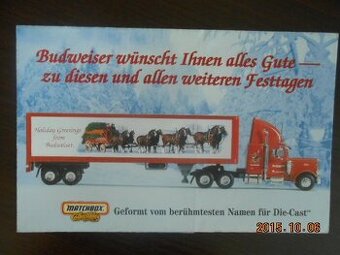 Budweiser wünscht Ihnen alles Gute —
zu diesen und allen weiteren Festtagen
Holiday Greetings
from
Budweiser.
MATCHBOX
Geformt vom berühmtesten Namen für Die-Cast™
2015.10.06